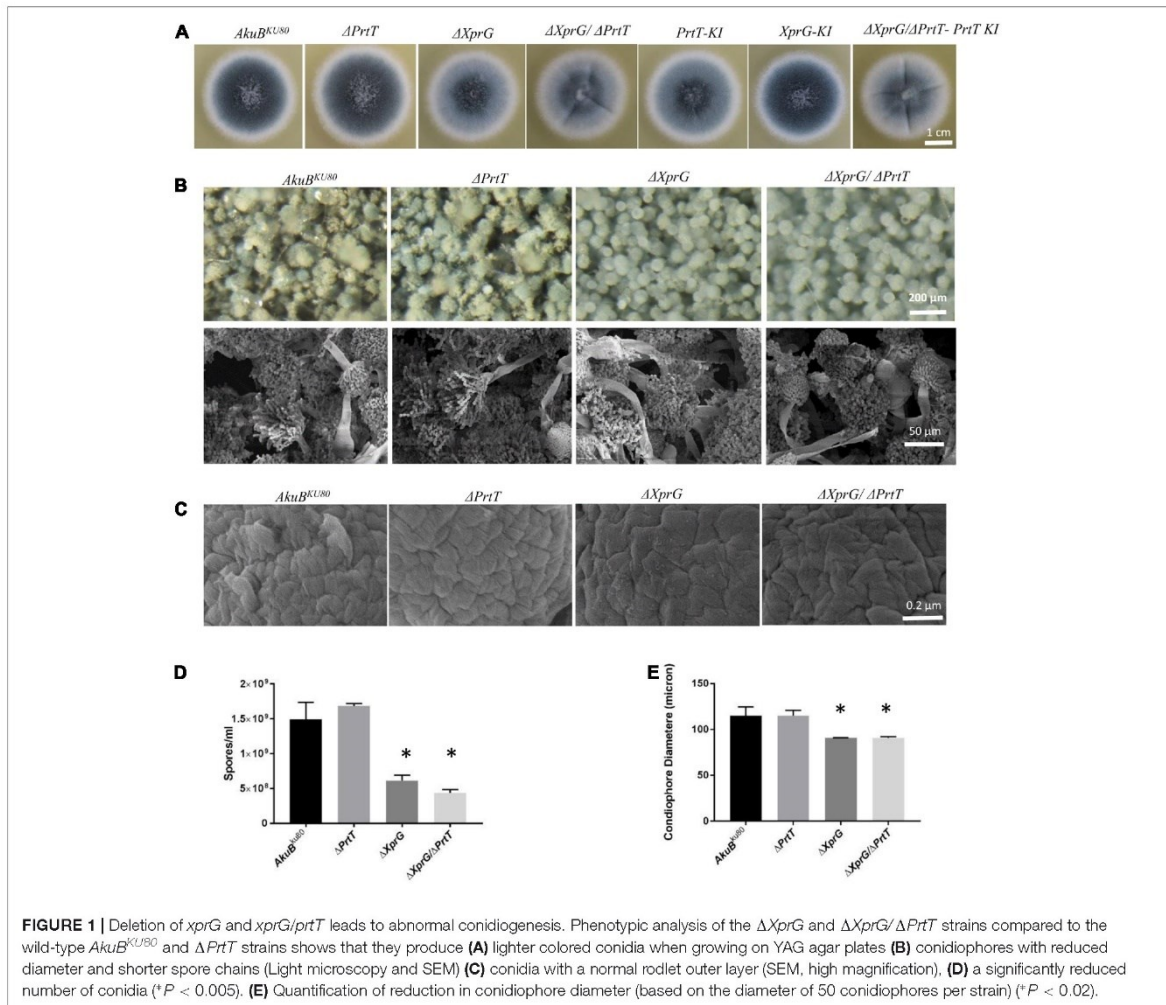 A
AkuB^KU80 ΔPrtT ΔXprG ΔXprG/ ΔPrtT PrtT-KI XprG-KI ΔXprG/ΔPrtT- PrtT KI
1 cm
B
AkuB^KU80 ΔPrtT ΔXprG ΔXprG/ ΔPrtT
200 µm
50 µm
C
AkuB^KU80 ΔPrtT ΔXprG ΔXprG/ ΔPrtT
0.2 µm
D
Spores/ml
2×10⁹
1.5×10⁹
1×10⁹
5×10⁸
0
* *
AkuB^ku80 ΔPrtT ΔXprG ΔXprG/ΔPrtT
E
Condiophore Diametere (micron)
150
100
50
0
* *
AkuB^ku80 ΔPrtT ΔXprG ΔXprG/ΔPrtT
FIGURE 1 | Deletion of xprG and xprG/prtT leads to abnormal conidiogenesis. Phenotypic analysis of the ΔXprG and ΔXprG/ΔPrtT strains compared to the
wild-type AkuB^KU80 and ΔPrtT strains shows that they produce (A) lighter colored conidia when growing on YAG agar plates (B) conidiophores with reduced
diameter and shorter spore chains (Light microscopy and SEM) (C) conidia with a normal rodlet outer layer (SEM, high magnification), (D) a significantly reduced
number of conidia (*P < 0.005). (E) Quantification of reduction in conidiophore diameter (based on the diameter of 50 conidiophores per strain) (*P < 0.02).